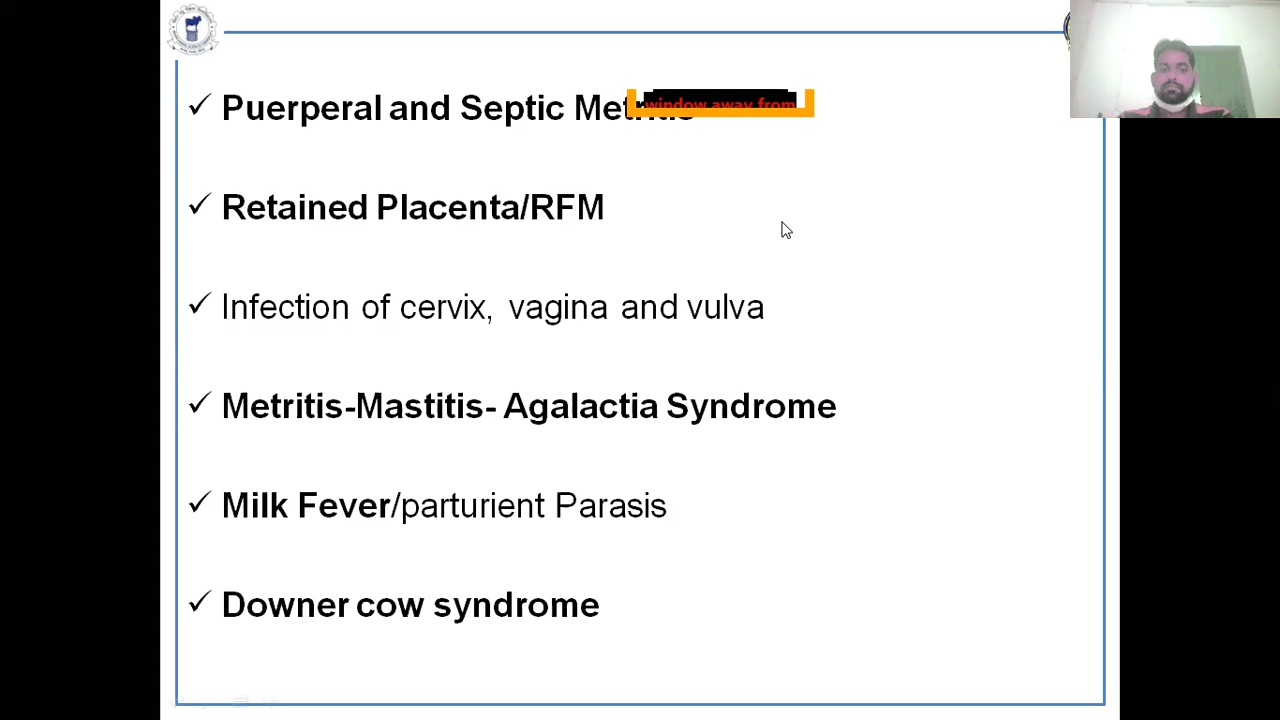 ✓ Puerperal and Septic Metritis
window away from
✓ Retained Placenta/RFM
✓ Infection of cervix, vagina and vulva
✓ Metritis-Mastitis- Agalactia Syndrome
✓ Milk Fever/parturient Parasis
✓ Downer cow syndrome